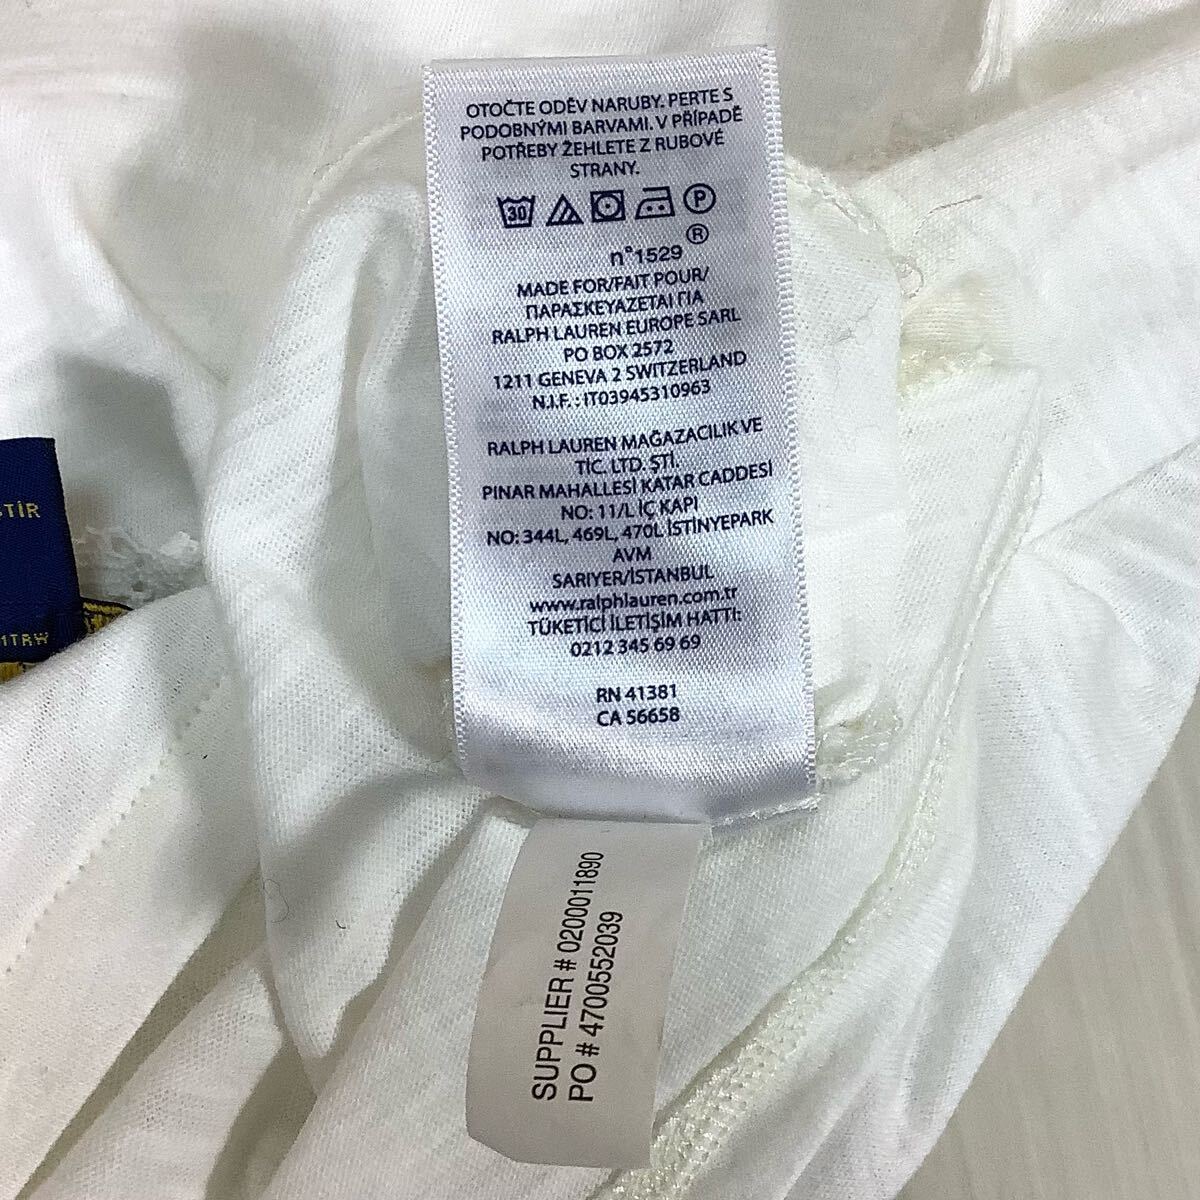 OTOČTE ODĚV NARUBY. PERTE S
PODOBNÝMI BARVAMI. V PŘÍPADĚ
POTŘEBY ŽEHLETE Z RUBOVÉ
STRANY.
30 P
®
n°1529
MADE FOR/FAIT POUR/
ΠΑΡΑΣΚΕΥΑΖΕΤΑΙ ΓΙΑ
RALPH LAUREN EUROPE SARL
PO BOX 2572
1211 GENEVA 2 SWITZERLAND
N.I.F. : IT03945310963
RALPH LAUREN MAĞAZACILIK VE
TİC. LTD. ŞTİ.
PINAR MAHALLESİ KATAR CADDESİ
NO: 11/L İÇ KAPI
NO: 344L, 469L, 470L İSTİNYEPARK
AVM
SARIYER/İSTANBUL
www.ralphlauren.com.tr
TÜKETİCİ İLETİŞİM HATTI:
0212 345 69 69
RN 41381
CA 56658
SUPPLIER # 0200011890
PO # 4700552039